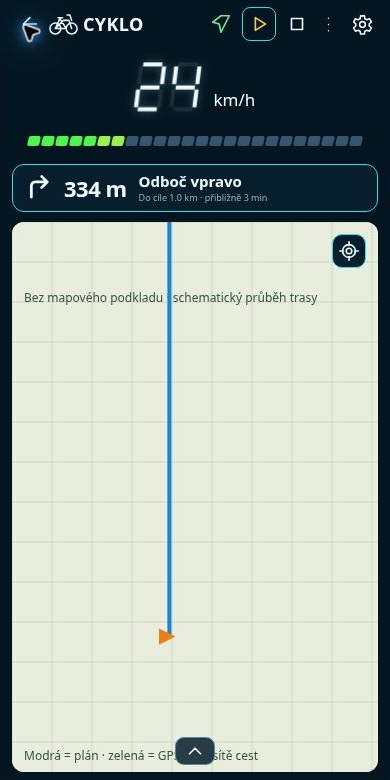 CYKLO
24 km/h
334 m
Odboč vpravo
Do cíle 1.0 km · přibližně 3 min
Bez mapového podkladu schematický průběh trasy
Modrá = plán · zelená = GPS sítě cest